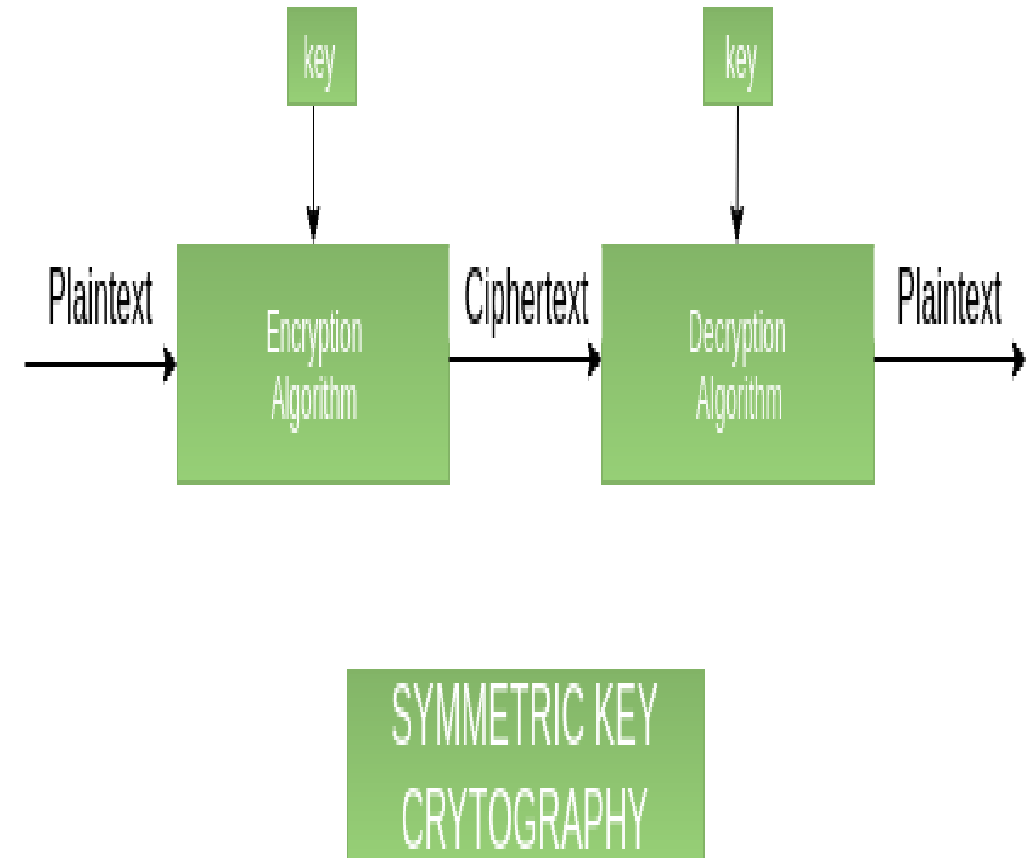 key
key
Plaintext
Encryption
Algorithm
Ciphertext
Decryption
Algorithm
Plaintext
SYMMETRIC KEY
CRYTOGRAPHY